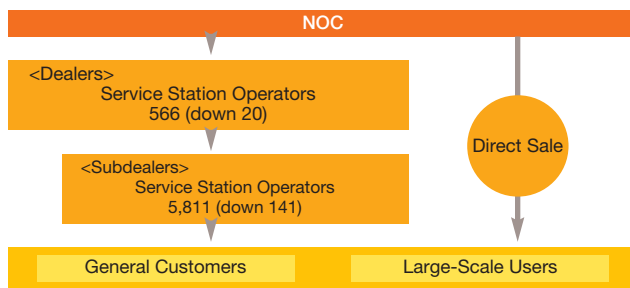 NOC
<Dealers>
Service Station Operators
566 (down 20)
Direct Sale
<Subdealers>
Service Station Operators
5,811 (down 141)
General Customers
Large-Scale Users